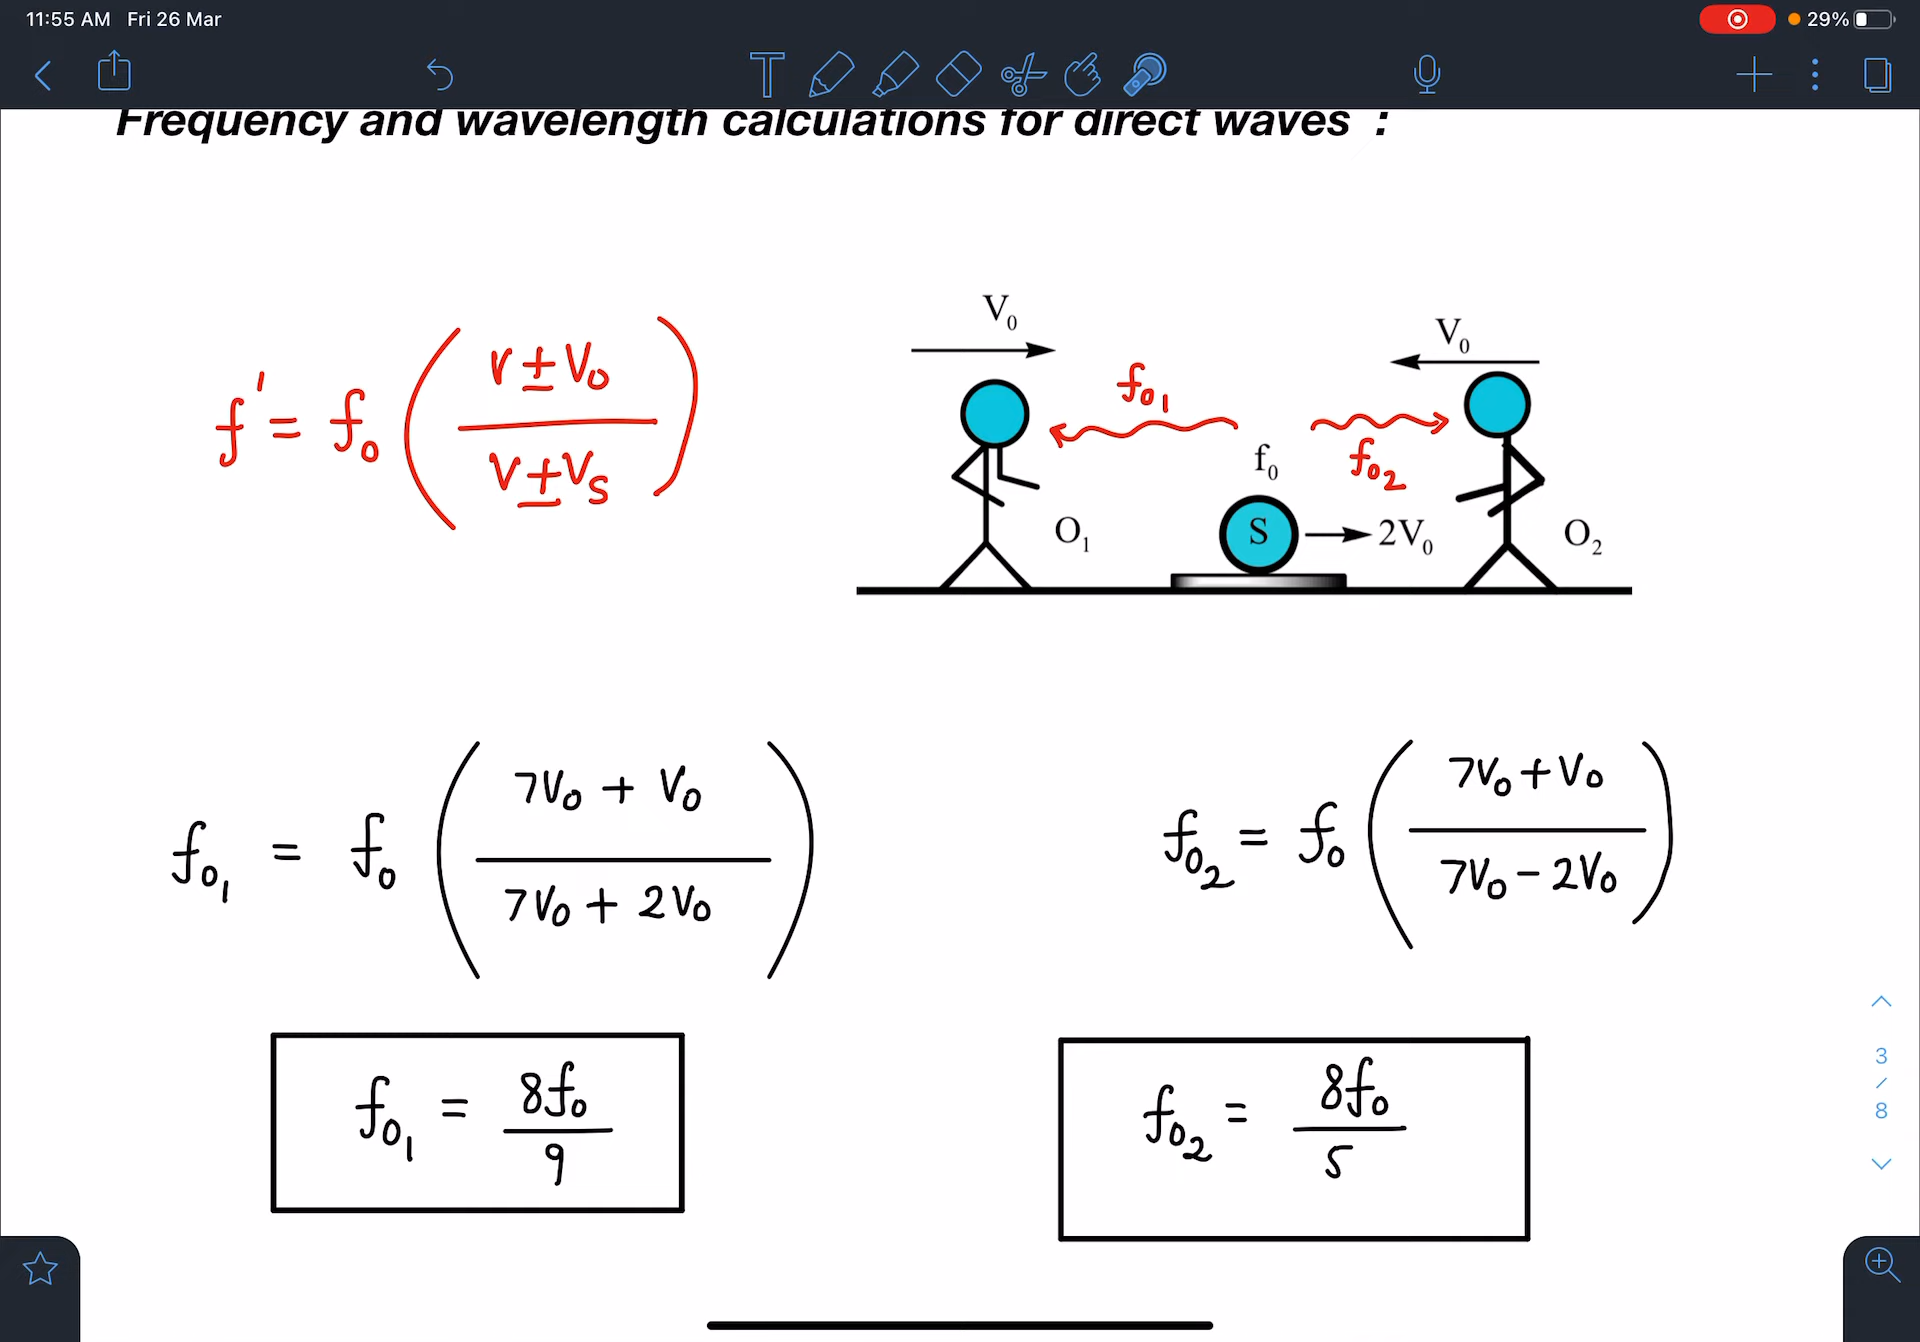 11:55 AM Fri 26 Mar
29%
T
Frequency and wavelength calculations for direct waves :
f' = f₀ ( (v ± v₀) / (v ± vₛ) )
V₀
V₀
f₀₁
f₀
f₀₂
O₁
S
2V₀
O₂
f₀₁ = f₀ ( (7V₀ + V₀) / (7V₀ + 2V₀) )
f₀₂ = f₀ ( (7V₀ + V₀) / (7V₀ − 2V₀) )
f₀₁ = 8f₀ / 9
f₀₂ = 8f₀ / 5
3
/
8